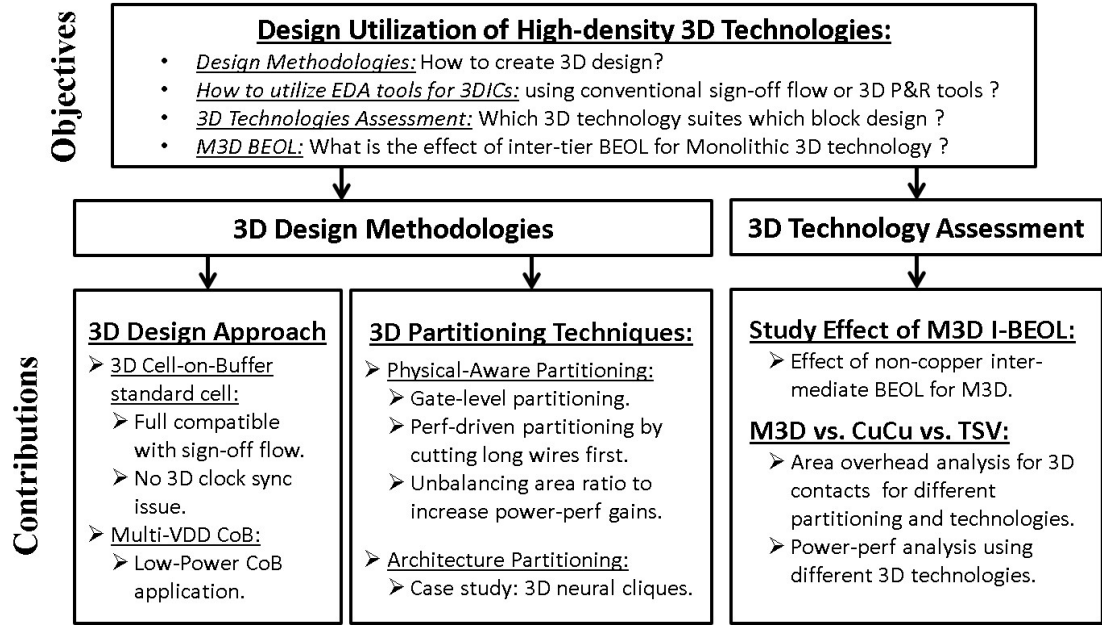 Objectives
Design Utilization of High-density 3D Technologies:
• Design Methodologies: How to create 3D design?
• How to utilize EDA tools for 3DICs: using conventional sign-off flow or 3D P&R tools ?
• 3D Technologies Assessment: Which 3D technology suites which block design ?
• M3D BEOL: What is the effect of inter-tier BEOL for Monolithic 3D technology ?
3D Design Methodologies
3D Technology Assessment
Contributions
3D Design Approach
➢ 3D Cell-on-Buffer
standard cell:
➢ Full compatible
with sign-off flow.
➢ No 3D clock sync
issue.
➢ Multi-VDD CoB:
➢ Low-Power CoB
application.
3D Partitioning Techniques:
➢ Physical-Aware Partitioning:
➢ Gate-level partitioning.
➢ Perf-driven partitioning by
cutting long wires first.
➢ Unbalancing area ratio to
increase power-perf gains.
➢ Architecture Partitioning:
➢ Case study: 3D neural cliques.
Study Effect of M3D I-BEOL:
➢ Effect of non-copper inter-
mediate BEOL for M3D.
M3D vs. CuCu vs. TSV:
➢ Area overhead analysis for 3D
contacts for different
partitioning and technologies.
➢ Power-perf analysis using
different 3D technologies.